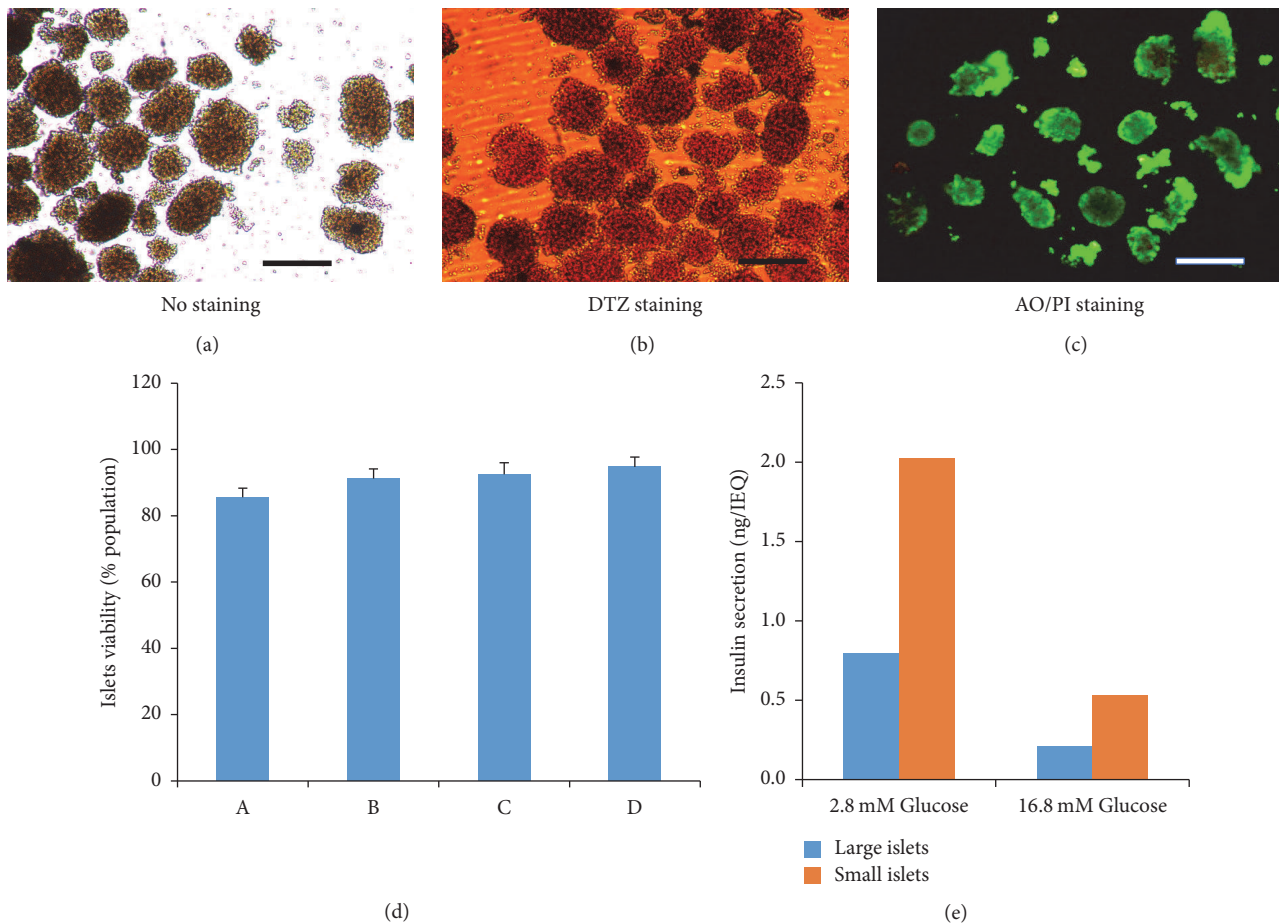 No staining
(a)
DTZ staining
(b)
AO/PI staining
(c)
Islets viability (% population)
120
100
80
60
40
20
0
A
B
C
D
(d)
Insulin secretion (ng/IEQ)
2.5
2.0
1.5
1.0
0.5
0.0
2.8 mM Glucose
16.8 mM Glucose
Large islets
Small islets
(e)